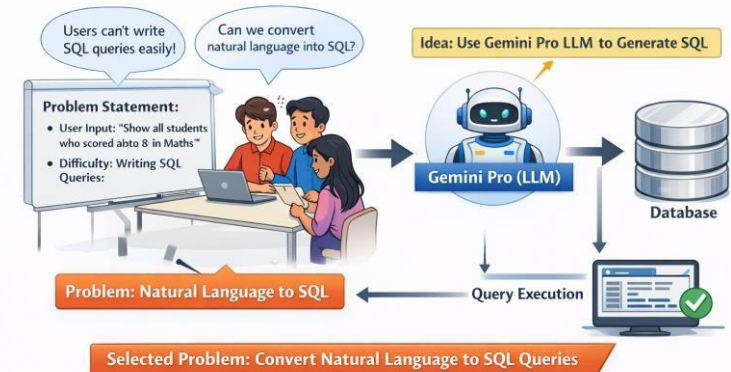 Users can't write
SQL queries easily!
Can we convert
natural language into SQL?
Idea: Use Gemini Pro LLM to Generate SQL
Problem Statement:
• User Input: "Show all students
who scored abto 8 in Maths"
• Difficulty: Writing SQL
Queries:
Gemini Pro (LLM)
Database
Problem: Natural Language to SQL
Query Execution
Selected Problem: Convert Natural Language to SQL Queries